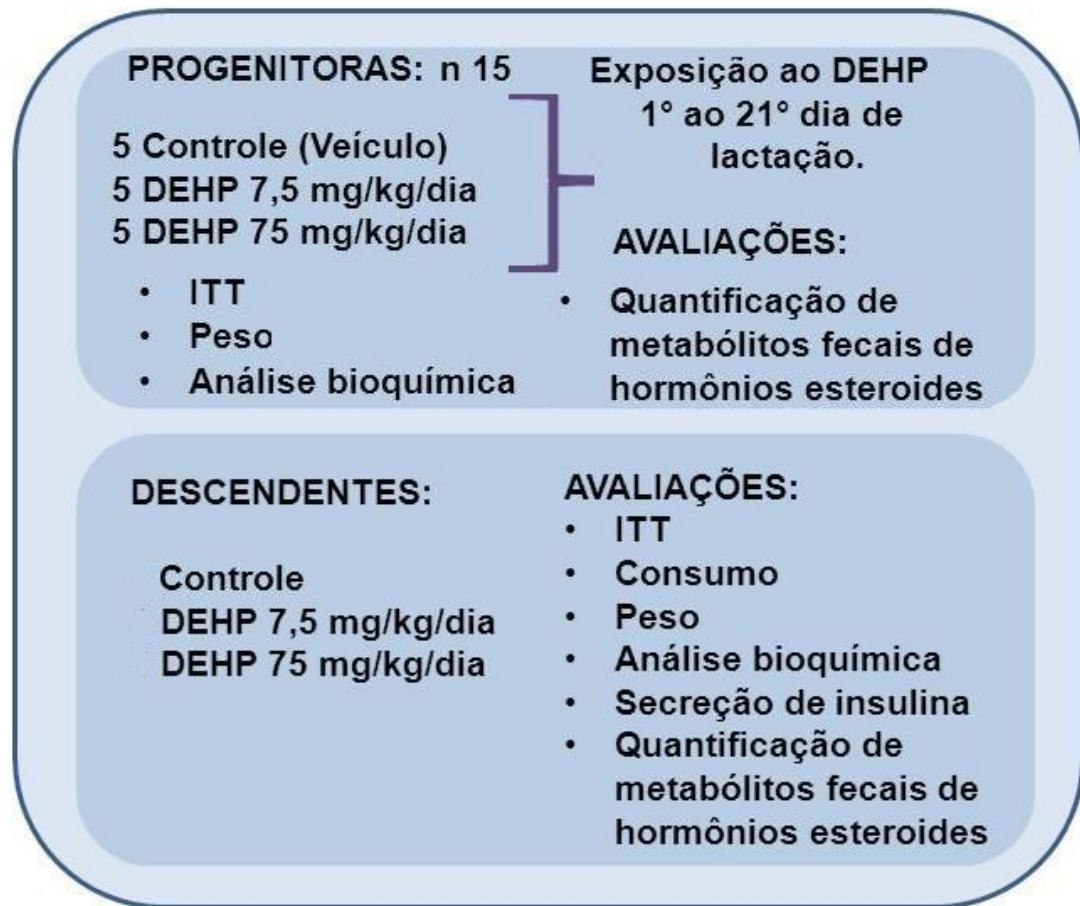 PROGENITORAS: n 15
5 Controle (Veículo)
5 DEHP 7,5 mg/kg/dia
5 DEHP 75 mg/kg/dia
• ITT
• Peso
• Análise bioquímica
Exposição ao DEHP
1° ao 21° dia de
lactação.
AVALIAÇÕES:
• Quantificação de
metabólitos fecais de
hormônios esteroides
DESCENDENTES:
Controle
DEHP 7,5 mg/kg/dia
DEHP 75 mg/kg/dia
AVALIAÇÕES:
• ITT
• Consumo
• Peso
• Análise bioquímica
• Secreção de insulina
• Quantificação de
metabólitos fecais de
hormônios esteroides